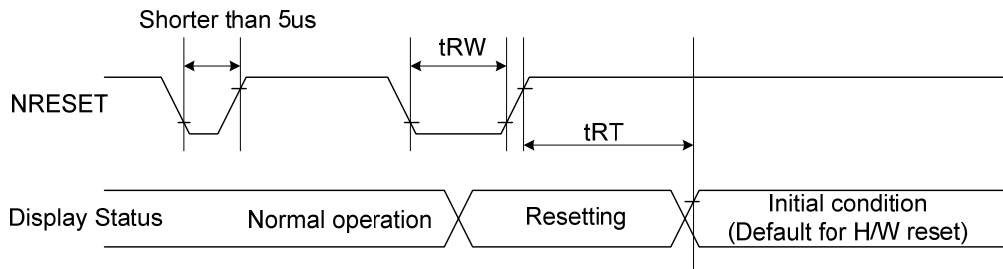 Shorter than 5us
tRW
NRESET
tRT
Display Status
Normal operation
Resetting
Initial condition
(Default for H/W reset)